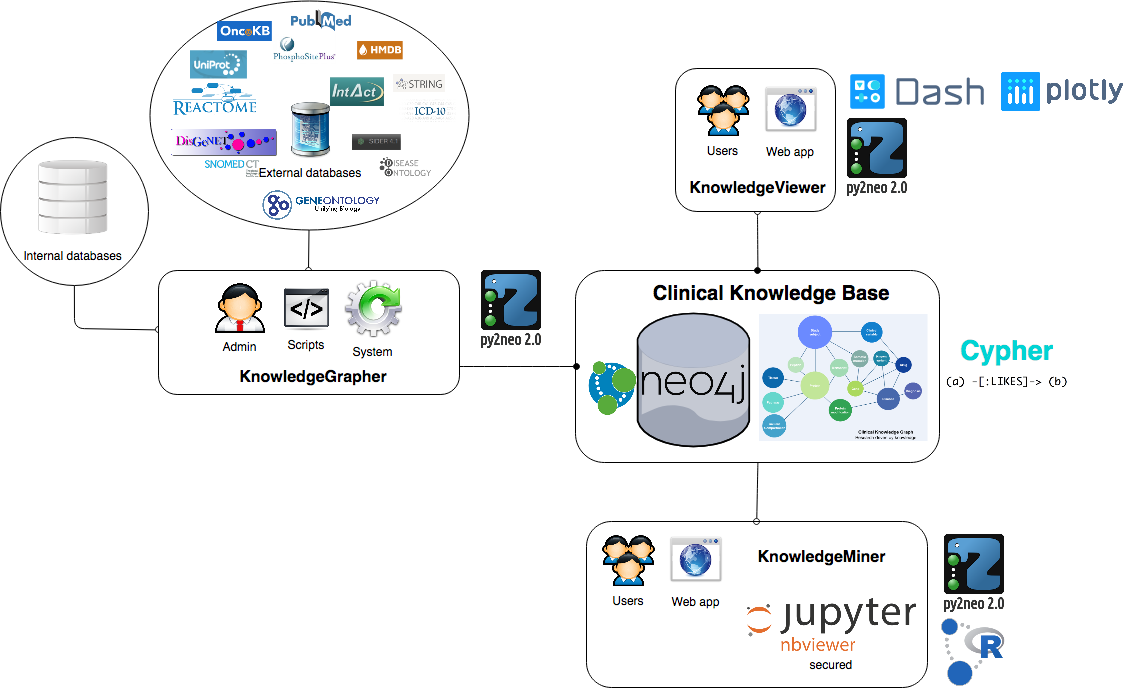 PubMed
OncoKB
PhosphoSitePlus
HMDB
UniProt
IntAct
STRING
REACTOME
ICD-10
DisGeNET
SIDER 4.1
SNOMED CT
DISEASE
ONTOLOGY
External databases
GENEONTOLOGY
Unifying Biology
Internal databases
Admin
Scripts
</>
System
KnowledgeGrapher
py2neo 2.0
Users
Web app
KnowledgeViewer
Dash
plotly
py2neo 2.0
Clinical Knowledge Base
neo4j
Clinical Knowledge Graph
Cypher
(a) -[:LIKES]-> (b)
Users
Web app
KnowledgeMiner
jupyter
nbviewer
secured
py2neo 2.0
R